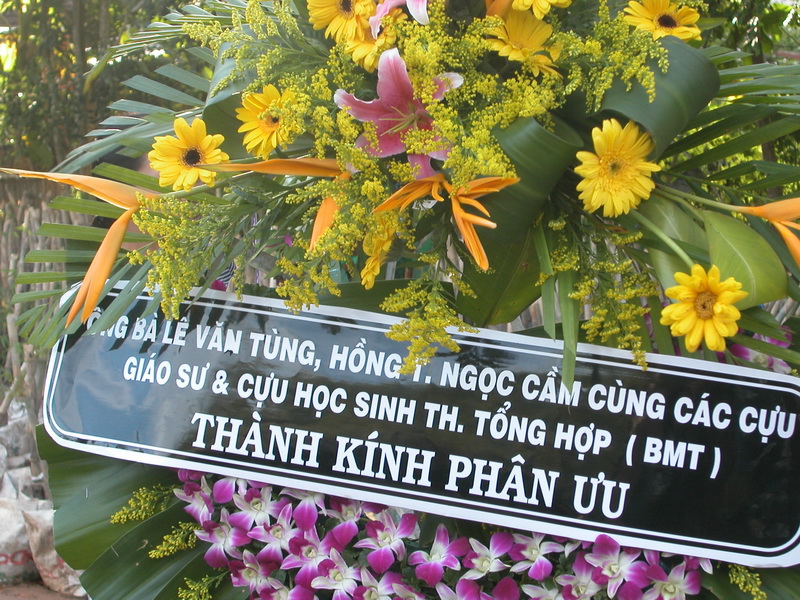 ÔNG BÀ LÊ VĂN TÙNG, HỒNG T. NGỌC CẦM CÙNG CÁC CỰU
GIÁO SƯ & CỰU HỌC SINH TH. TỔNG HỢP ( BMT )
THÀNH KÍNH PHÂN ƯU